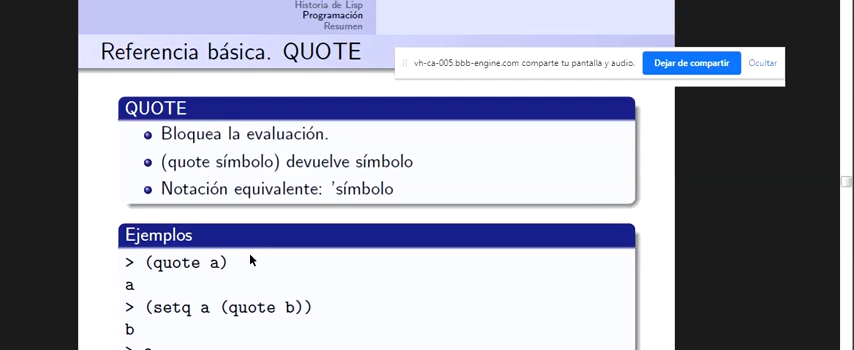 Historia de Lisp
Programación
Resumen
Referencia básica. QUOTE
vh-ca-005.bbb-engine.com comparte tu pantalla y audio.
Dejar de compartir
Ocultar
QUOTE
Bloquea la evaluación.
(quote símbolo) devuelve símbolo
Notación equivalente: 'símbolo
Ejemplos
> (quote a)
a
> (setq a (quote b))
b